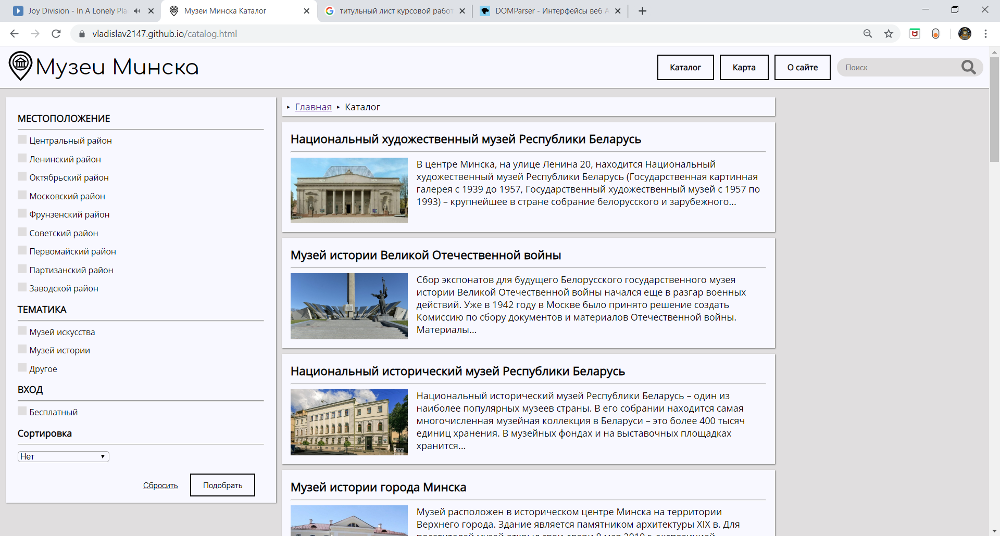 Joy Division - In A Lonely Pla
Музеи Минска Каталог
титульный лист курсовой работ
DOMParser - Интерфейсы веб A
vladislav2147.github.io/catalog.html
Музеи Минска
Каталог
Карта
О сайте
Поиск
МЕСТОПОЛОЖЕНИЕ
Центральный район
Ленинский район
Октябрьский район
Московский район
Фрунзенский район
Советский район
Первомайский район
Партизанский район
Заводской район
ТЕМАТИКА
Музей искусства
Музей истории
Другое
ВХОД
Бесплатный
Сортировка
Нет
Сбросить
Подобрать
‣ Главная ‣ Каталог
Национальный художественный музей Республики Беларусь
В центре Минска, на улице Ленина 20, находится Национальный
художественный музей Республики Беларусь (Государственная картинная
галерея с 1939 до 1957, Государственный художественный музей с 1957 по
1993) – крупнейшее в стране собрание белорусского и зарубежного...
Музей истории Великой Отечественной войны
Сбор экспонатов для будущего Белорусского государственного музея
истории Великой Отечественной войны начался еще в разгар военных
действий. Уже в 1942 году в Москве было принято решение создать
Комиссию по сбору документов и материалов Отечественной войны.
Материалы...
Национальный исторический музей Республики Беларусь
Национальный исторический музей Республики Беларусь – один из
наиболее популярных музеев страны. В его собрании находится самая
многочисленная музейная коллекция в Беларуси – это более 400 тысяч
единиц хранения. В музейных фондах и на выставочных площадках
хранится...
Музей истории города Минска
Музей расположен в историческом центре Минска на территории
Верхнего города. Здание является памятником архитектуры XIX в. Для
посетителей музей открыл свои двери 8 мая 2010 г. экспозицией